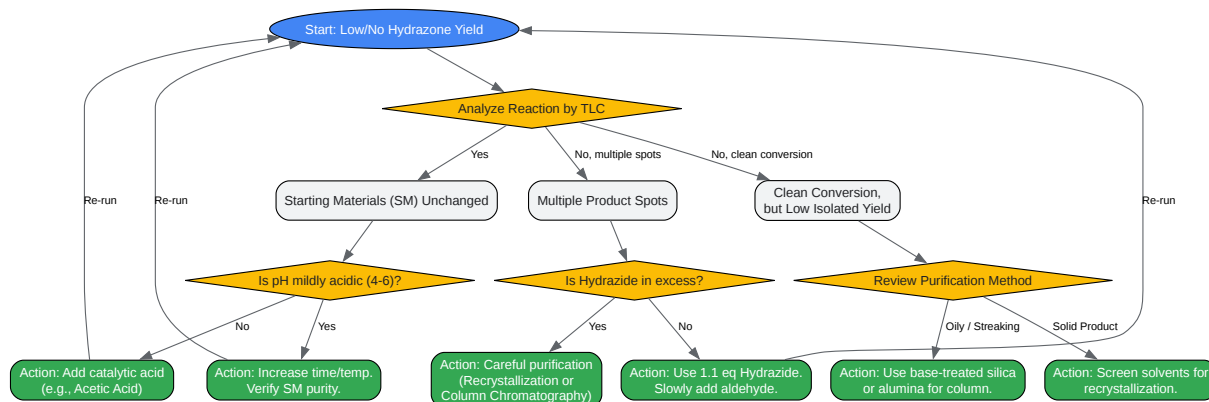 Start: Low/No Hydrazone Yield
Analyze Reaction by TLC
Yes
No, multiple spots
No, clean conversion
Re-run
Re-run
Starting Materials (SM) Unchanged
Multiple Product Spots
Clean Conversion,
but Low Isolated Yield
Re-run
Is pH mildly acidic (4-6)?
Is Hydrazide in excess?
Review Purification Method
No
Yes
Yes
No
Oily / Streaking
Solid Product
Action: Add catalytic acid
(e.g., Acetic Acid)
Action: Increase time/temp.
Verify SM purity.
Action: Careful purification
(Recrystallization or
Column Chromatography)
Action: Use 1.1 eq Hydrazide.
Slowly add aldehyde.
Action: Use base-treated silica
or alumina for column.
Action: Screen solvents for
recrystallization.